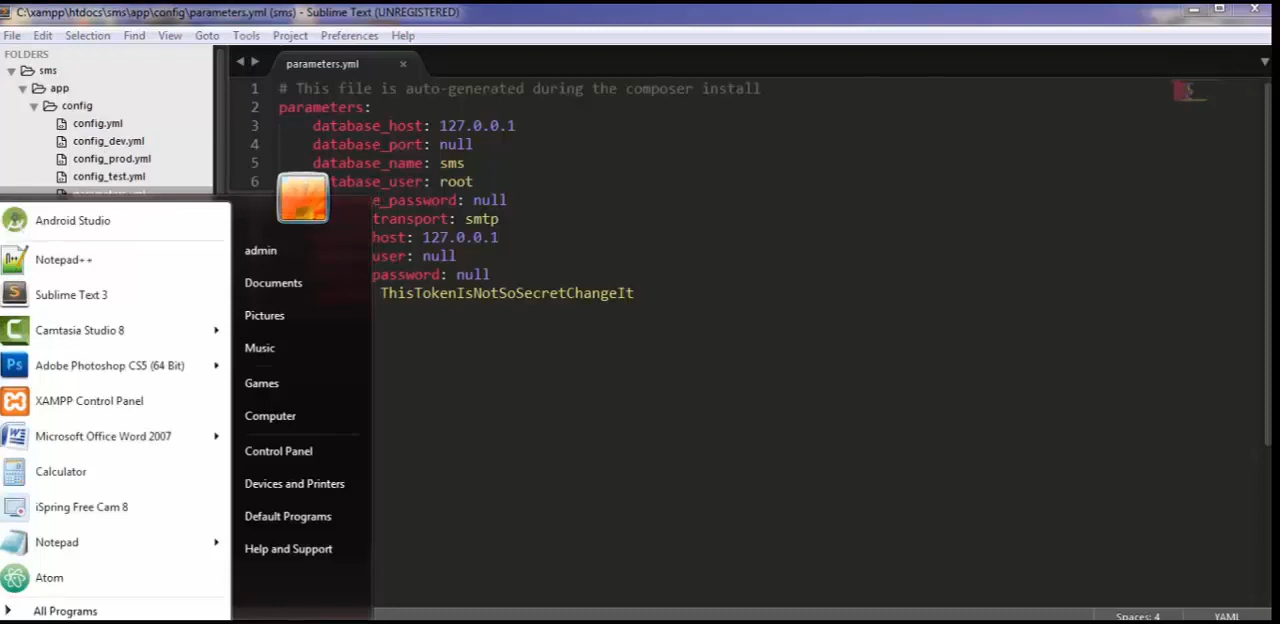 C:\xampp\htdocs\sms\app\config\parameters.yml (sms) - Sublime Text (UNREGISTERED)
File Edit Selection Find View Goto Tools Project Preferences Help
FOLDERS
sms
app
config
config.yml
config_dev.yml
config_prod.yml
config_test.yml
parameters.yml
parameters.yml
1 # This file is auto-generated during the composer install
2 parameters:
3 database_host: 127.0.0.1
4 database_port: null
5 database_name: sms
6 tabase_user: root
e_password: null
transport: smtp
host: 127.0.0.1
user: null
password: null
ThisTokenIsNotSoSecretChangeIt
Android Studio
Notepad++
Sublime Text 3
Camtasia Studio 8
Adobe Photoshop CS5 (64 Bit)
XAMPP Control Panel
Microsoft Office Word 2007
Calculator
iSpring Free Cam 8
Notepad
Atom
All Programs
admin
Documents
Pictures
Music
Games
Computer
Control Panel
Devices and Printers
Default Programs
Help and Support
Spaces: 4 YAML